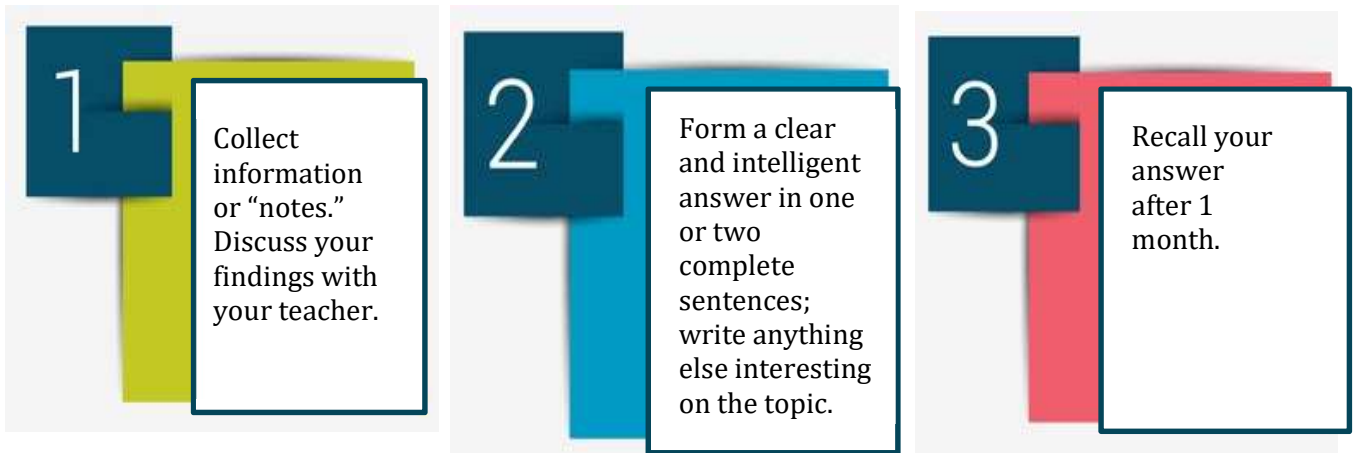 1
Collect
information
or “notes.”
Discuss your
findings with
your teacher.
2
Form a clear
and intelligent
answer in one
or two
complete
sentences;
write anything
else interesting
on the topic.
3
Recall your
answer
after 1
month.